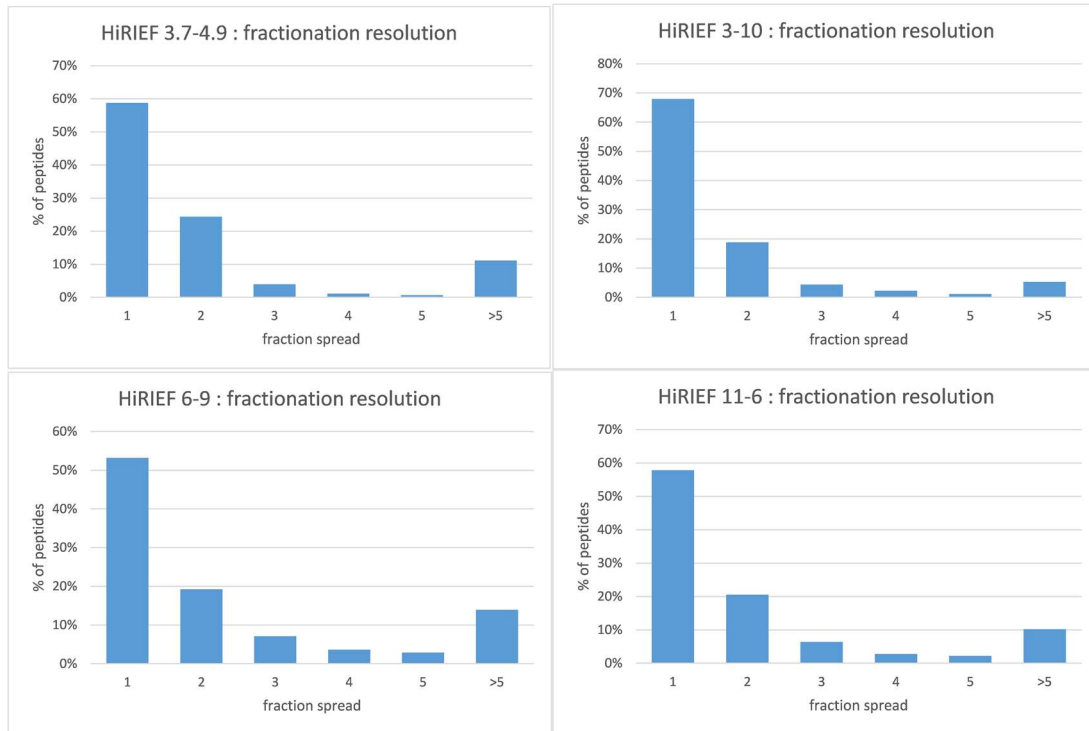 HiRIEF 3.7-4.9 : fractionation resolution
% of peptides
70%
60%
50%
40%
30%
20%
10%
0%
1 2 3 4 5 >5
fraction spread
HiRIEF 3-10 : fractionation resolution
% of peptides
80%
70%
60%
50%
40%
30%
20%
10%
0%
1 2 3 4 5 >5
fraction spread
HiRIEF 6-9 : fractionation resolution
% of peptides
60%
50%
40%
30%
20%
10%
0%
1 2 3 4 5 >5
fraction spread
HiRIEF 11-6 : fractionation resolution
% of peptides
70%
60%
50%
40%
30%
20%
10%
0%
1 2 3 4 5 >5
fraction spread